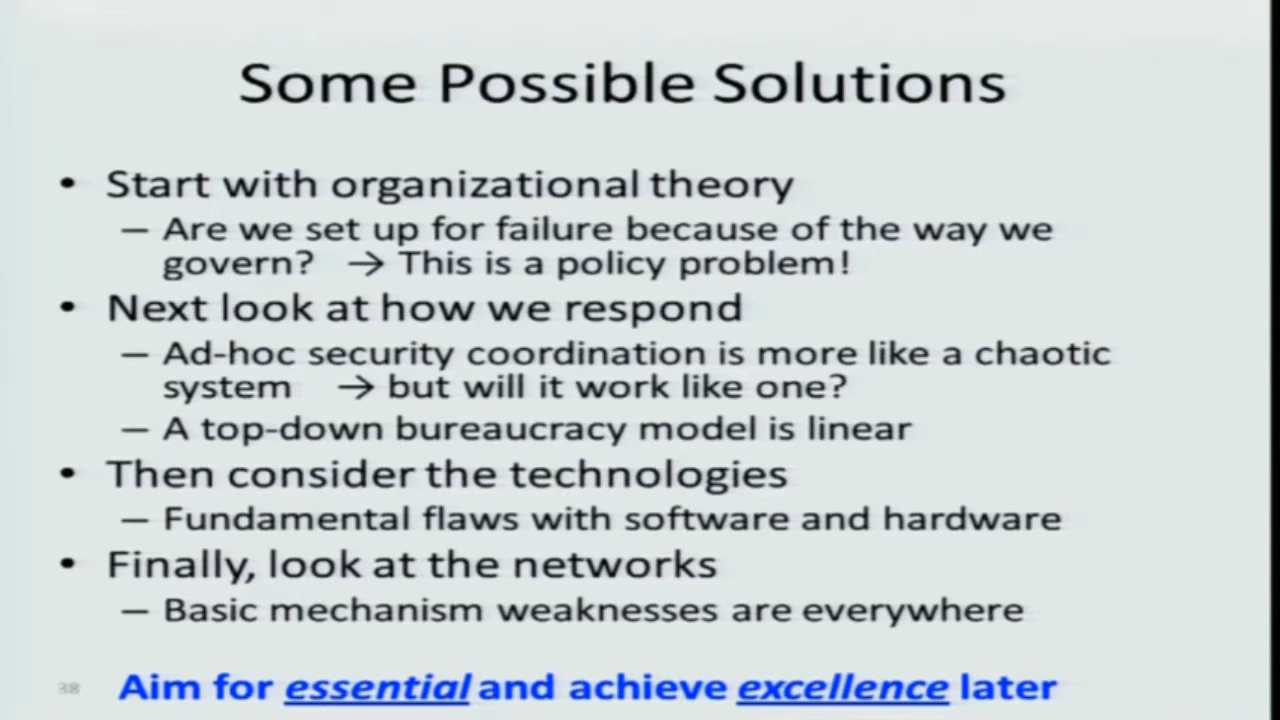 Some Possible Solutions
• Start with organizational theory
– Are we set up for failure because of the way we
govern? → This is a policy problem!
• Next look at how we respond
– Ad-hoc security coordination is more like a chaotic
system → but will it work like one?
– A top-down bureaucracy model is linear
• Then consider the technologies
– Fundamental flaws with software and hardware
• Finally, look at the networks
– Basic mechanism weaknesses are everywhere
38 Aim for essential and achieve excellence later